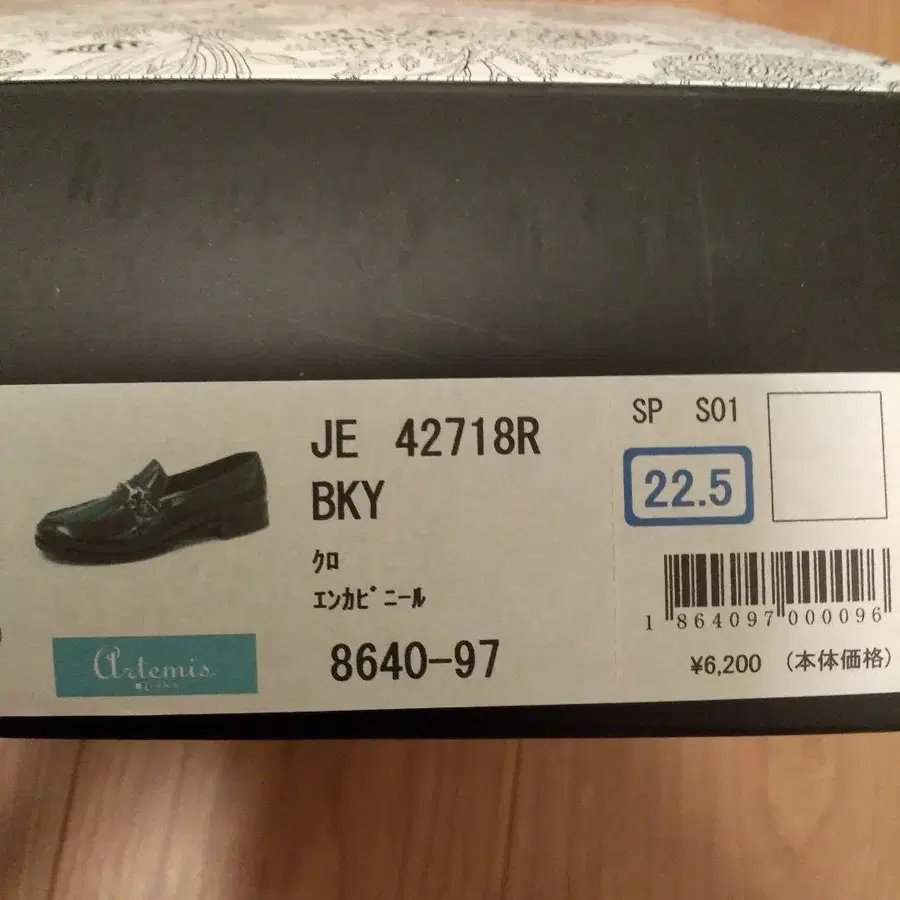 JE 42718R
BKY
クロ
エンカビニール
8640-97
Artemis
SP S01
22.5
1 864097 000096
¥6,200 (本体価格)